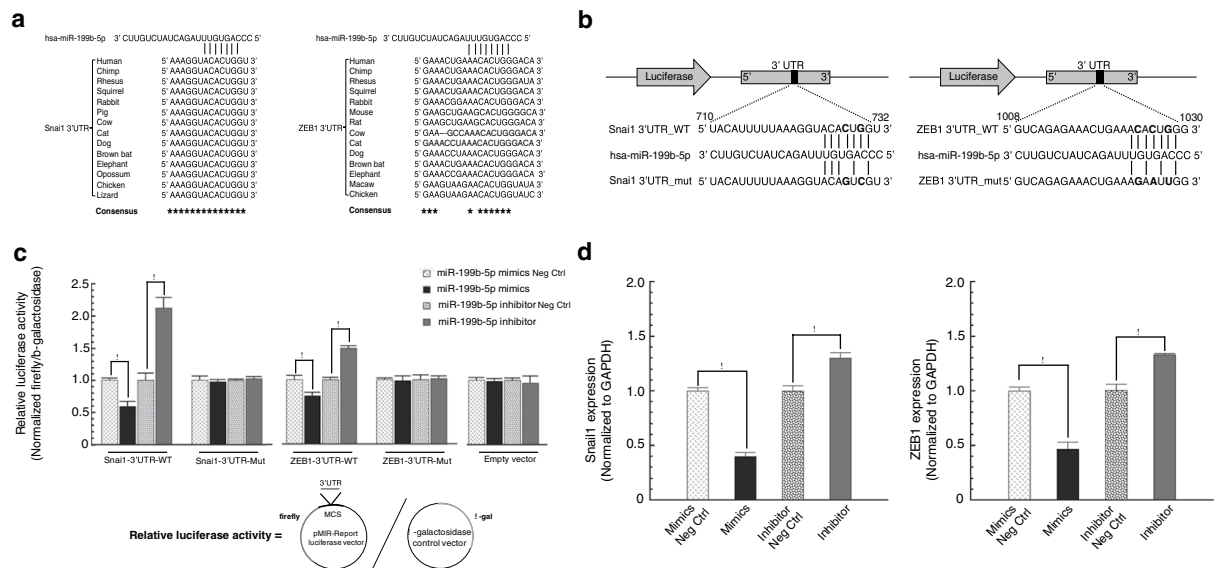 a
hsa-miR-199b-5p 3' CUUGUCUAUCAGAUUUGUGACCC 5'
Human 5' AAAGGUACACUGGU 3'
Chimp 5' AAAGGUACACUGGU 3'
Rhesus 5' AAAGGUACACUGGU 3'
Squirrel 5' AAAGGUACACUGGU 3'
Rabbit 5' AAAGGUACACUGGU 3'
Pig 5' AAAGGUACACUGGU 3'
Cow 5' AAAGGUACACUGGU 3'
Snai1 3'UTR Cat 5' AAAGGUACACUGGU 3'
Dog 5' AAAGGUACACUGGU 3'
Brown bat 5' AAAGGUACACUGGU 3'
Elephant 5' AAAGGUACACUGGU 3'
Opossum 5' AAAGGUACACUGGU 3'
Chicken 5' AAAGGUACACUGGU 3'
Lizard 5' AAAGGUACACUGGU 3'
Consensus **************
hsa-miR-199b-5p 3' CUUGUCUAUCAGAUUUGUGACCC 5'
Human 5' GAAACUGAAACACUGGGACA 3'
Chimp 5' GAAACUGAAACACUGGGACA 3'
Rhesus 5' GAAACUGAAACACUGGGACA 3'
Squirrel 5' GAAACUGAAACACUGGGACA 3'
Rabbit 5' GAAACGGAAACACUGGGACA 3'
Mouse 5' GAAGCUGAAGCACUGGGGCA 3'
Rat 5' GAAGCUGAAGCACUGGGACA 3'
ZEB1 3'UTR Cow 5' GAA---GCCAAACACUGGGACA 3'
Cat 5' GAAACCUAAACACUGGGACA 3'
Dog 5' GAAACCGAAACACUGGGACA 3'
Brown bat 5' GAAACUGAAACACUGGGACA 3'
Elephant 5' GAAACCGAAACACUGGGACA 3'
Macaw 5' GAAGUAAGAACACUGGUAUA 3'
Chicken 5' GAAGUAAGAACACUGGUAUC 3'
Consensus *** * ******
b
Luciferase 5' 3' UTR 3'
710 732
Snai1 3'UTR_WT 5' UACAUUUUUAAAGGUACACUGGU 3'
hsa-miR-199b-5p 3' CUUGUCUAUCAGAUUUGUGACCC 5'
Snai1 3'UTR_mut 5' UACAUUUUUAAAGGUACAGUCGU 3'
Luciferase 5' 3' UTR 3'
1008 1030
ZEB1 3'UTR_WT 5' GUCAGAGAAACUGAAACACUGGG 3'
hsa-miR-199b-5p 3' CUUGUCUAUCAGAUUUGUGACCC 5'
ZEB1 3'UTR_mut 5' GUCAGAGAAACUGAAAGAAUUGG 3'
c
Relative luciferase activity
(Normalized firefly/b-galactosidase)
2.5
2.0
1.5
1.0
0.5
0
! ! ! !
miR-199b-5p mimics Neg Ctrl
miR-199b-5p mimics
miR-199b-5p inhibitor Neg Ctrl
miR-199b-5p inhibitor
Snai1-3'UTR-WT Snai1-3'UTR-Mut ZEB1-3'UTR-WT ZEB1-3'UTR-Mut Empty vector
Relative luciferase activity =
3'UTR
firefly MCS
pMIR-Report
luciferase vector
! -gal
! -galactosidase
control vector
d
Snail1 expression
(Normalized to GAPDH)
2.0
1.5
1.0
0.5
0
! !
Mimics
Neg Ctrl
Mimics
Inhibitor
Neg Ctrl
Inhibitor
ZEB1 expression
(Normalized to GAPDH)
2.0
1.5
1.0
0.5
0
! !
Mimics
Neg Ctrl
Mimics
Inhibitor
Neg Ctrl
Inhibitor